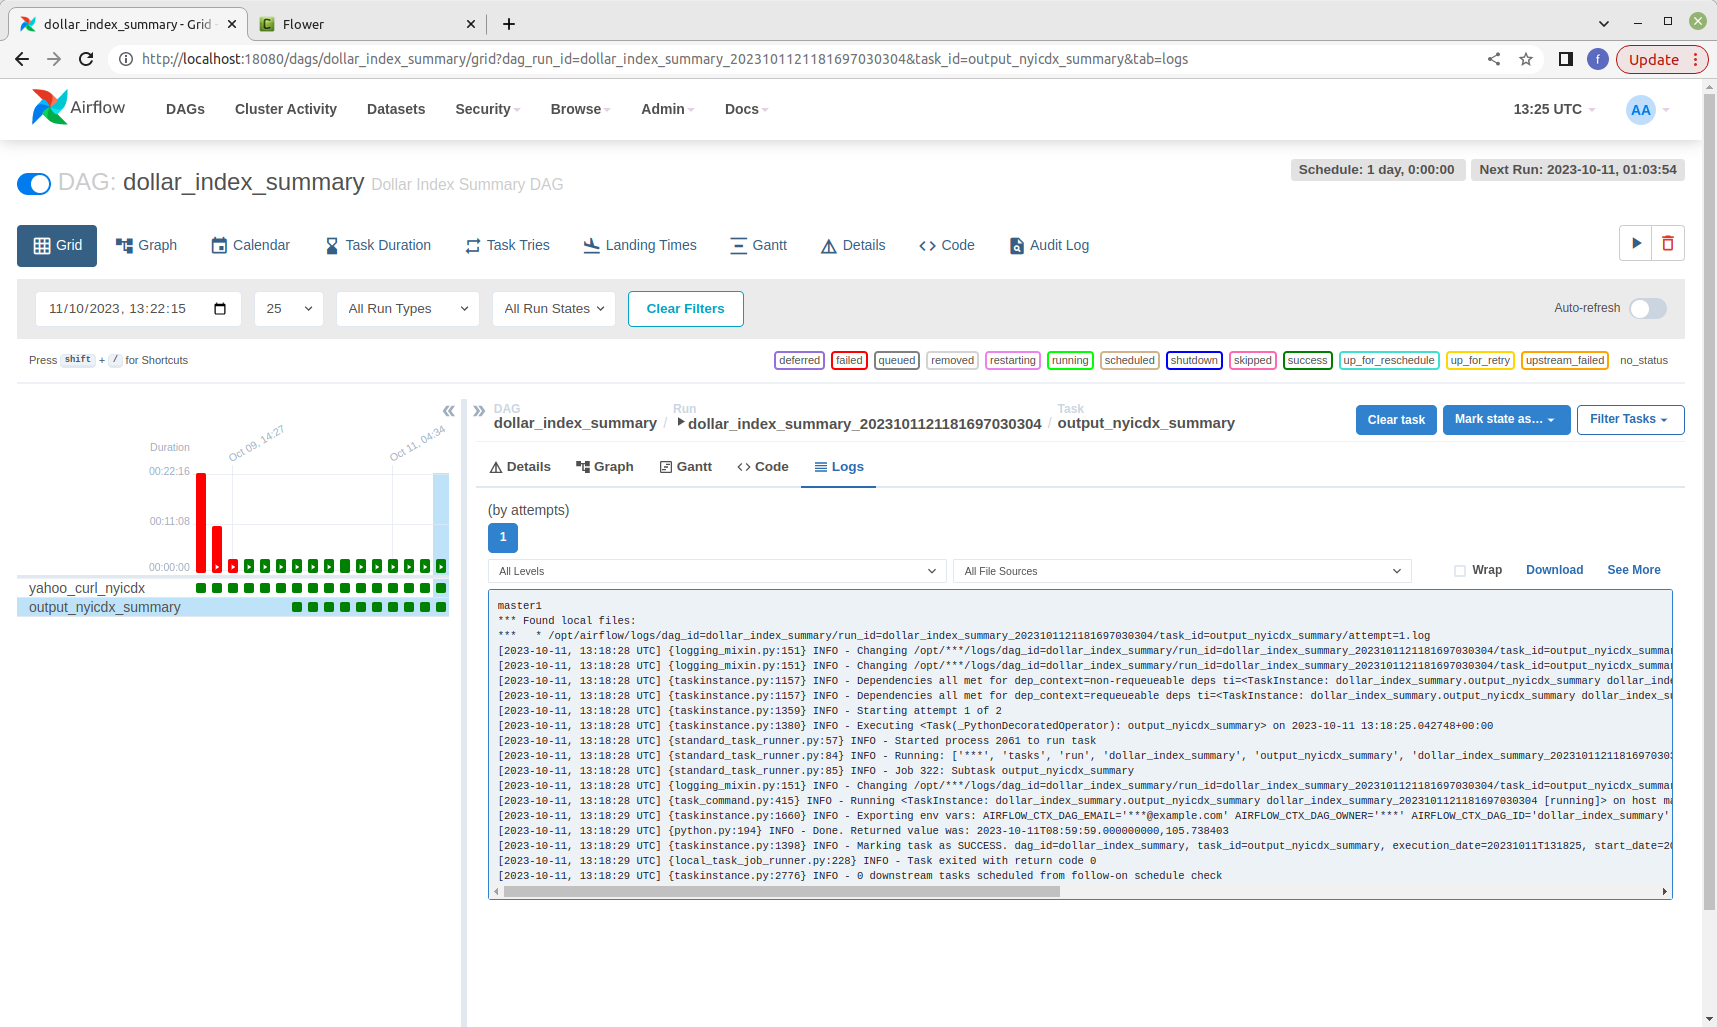 dollar_index_summary - Grid -
Flower
http://localhost:18080/dags/dollar_index_summary/grid?dag_run_id=dollar_index_summary_2023101121181697030304&task_id=output_nyicdx_summary&tab=logs
f
Update
Airflow
DAGs
Cluster Activity
Datasets
Security
Browse
Admin
Docs
13:25 UTC
AA
DAG: dollar_index_summary Dollar Index Summary DAG
Schedule: 1 day, 0:00:00
Next Run: 2023-10-11, 01:03:54
Grid
Graph
Calendar
Task Duration
Task Tries
Landing Times
Gantt
Details
Code
Audit Log
11/10/2023, 13:22:15
25
All Run Types
All Run States
Clear Filters
Auto-refresh
Press shift + / for Shortcuts
deferred
failed
queued
removed
restarting
running
scheduled
shutdown
skipped
success
up_for_reschedule
up_for_retry
upstream_failed
no_status
Duration
Oct 09, 14:27
Oct 11, 04:34
00:22:16
00:11:08
00:00:00
yahoo_curl_nyicdx
output_nyicdx_summary
DAG
dollar_index_summary
/
Run
dollar_index_summary_2023101121181697030304
/
Task
output_nyicdx_summary
Clear task
Mark state as...
Filter Tasks
Details
Graph
Gantt
Code
Logs
(by attempts)
1
All Levels
All File Sources
Wrap
Download
See More
master1
*** Found local files:
***   * /opt/airflow/logs/dag_id=dollar_index_summary/run_id=dollar_index_summary_2023101121181697030304/task_id=output_nyicdx_summary/attempt=1.log
[2023-10-11, 13:18:28 UTC] {logging_mixin.py:151} INFO - Changing /opt/***/logs/dag_id=dollar_index_summary/run_id=dollar_index_summary_2023101121181697030304/task_id=output_nyicdx_summar
[2023-10-11, 13:18:28 UTC] {logging_mixin.py:151} INFO - Changing /opt/***/logs/dag_id=dollar_index_summary/run_id=dollar_index_summary_2023101121181697030304/task_id=output_nyicdx_summar
[2023-10-11, 13:18:28 UTC] {taskinstance.py:1157} INFO - Dependencies all met for dep_context=non-requeueable deps ti=<TaskInstance: dollar_index_summary.output_nyicdx_summary dollar_inde
[2023-10-11, 13:18:28 UTC] {taskinstance.py:1157} INFO - Dependencies all met for dep_context=requeueable deps ti=<TaskInstance: dollar_index_summary.output_nyicdx_summary dollar_index_su
[2023-10-11, 13:18:28 UTC] {taskinstance.py:1359} INFO - Starting attempt 1 of 2
[2023-10-11, 13:18:28 UTC] {taskinstance.py:1380} INFO - Executing <Task(_PythonDecoratedOperator): output_nyicdx_summary> on 2023-10-11 13:18:25.042748+00:00
[2023-10-11, 13:18:28 UTC] {standard_task_runner.py:57} INFO - Started process 2061 to run task
[2023-10-11, 13:18:28 UTC] {standard_task_runner.py:84} INFO - Running: ['***', 'tasks', 'run', 'dollar_index_summary', 'output_nyicdx_summary', 'dollar_index_summary_20231011211816970303
[2023-10-11, 13:18:28 UTC] {standard_task_runner.py:85} INFO - Job 322: Subtask output_nyicdx_summary
[2023-10-11, 13:18:28 UTC] {logging_mixin.py:151} INFO - Changing /opt/***/logs/dag_id=dollar_index_summary/run_id=dollar_index_summary_2023101121181697030304/task_id=output_nyicdx_summar
[2023-10-11, 13:18:28 UTC] {task_command.py:415} INFO - Running <TaskInstance: dollar_index_summary.output_nyicdx_summary dollar_index_summary_2023101121181697030304 [running]> on host ma
[2023-10-11, 13:18:29 UTC] {taskinstance.py:1660} INFO - Exporting env vars: AIRFLOW_CTX_DAG_EMAIL='***@example.com' AIRFLOW_CTX_DAG_OWNER='***' AIRFLOW_CTX_DAG_ID='dollar_index_summary'
[2023-10-11, 13:18:29 UTC] {python.py:194} INFO - Done. Returned value was: 2023-10-11T08:59:59.000000000,105.738403
[2023-10-11, 13:18:29 UTC] {taskinstance.py:1398} INFO - Marking task as SUCCESS. dag_id=dollar_index_summary, task_id=output_nyicdx_summary, execution_date=20231011T131825, start_date=20
[2023-10-11, 13:18:29 UTC] {local_task_job_runner.py:228} INFO - Task exited with return code 0
[2023-10-11, 13:18:29 UTC] {taskinstance.py:2776} INFO - 0 downstream tasks scheduled from follow-on schedule check